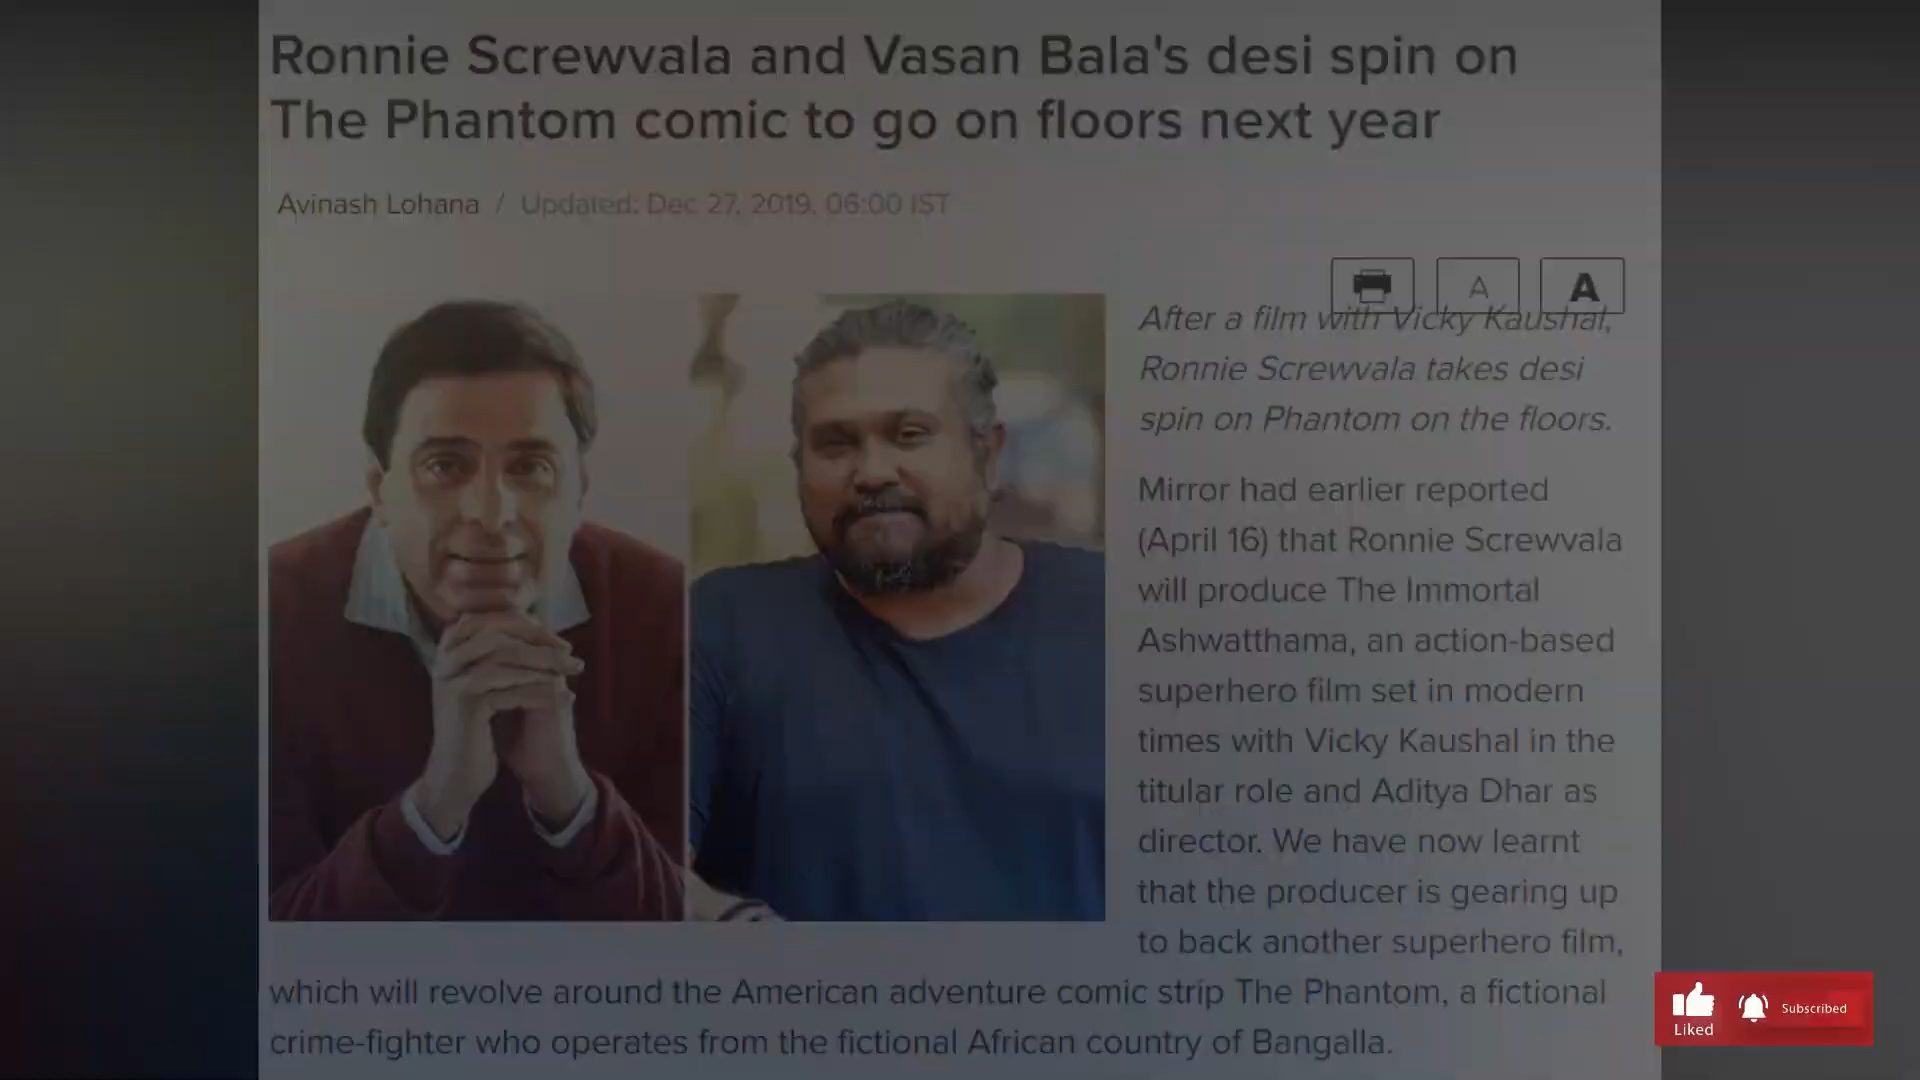 Ronnie Screwvala and Vasan Bala's desi spin on
The Phantom comic to go on floors next year
Avinash Lohana / Updated: Dec 27, 2019, 06:00 IST
A
A
After a film with Vicky Kaushal,
Ronnie Screwvala takes desi
spin on Phantom on the floors.
Mirror had earlier reported
(April 16) that Ronnie Screwvala
will produce The Immortal
Ashwatthama, an action-based
superhero film set in modern
times with Vicky Kaushal in the
titular role and Aditya Dhar as
director. We have now learnt
that the producer is gearing up
to back another superhero film,
which will revolve around the American adventure comic strip The Phantom, a fictional
crime-fighter who operates from the fictional African country of Bangalla.
Liked
Subscribed